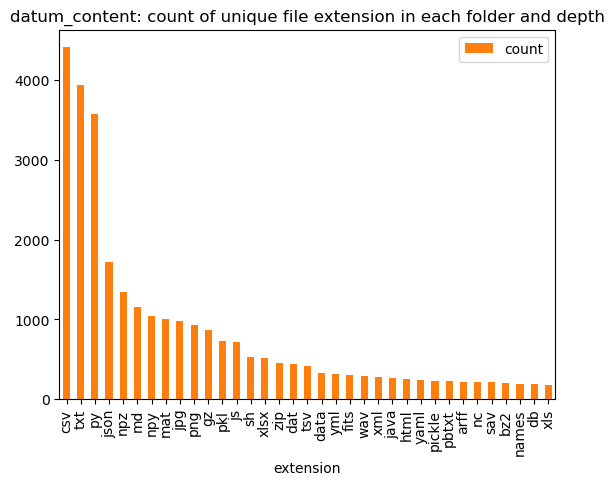 datum_content: count of unique file extension in each folder and depth
count
4000
3000
2000
1000
0
csv
txt
py
json
npz
md
npy
mat
jpg
png
gz
pkl
js
sh
xlsx
zip
dat
tsv
data
yml
fits
wav
xml
java
html
yaml
pickle
pbtxt
arff
nc
sav
bz2
names
db
xls
extension